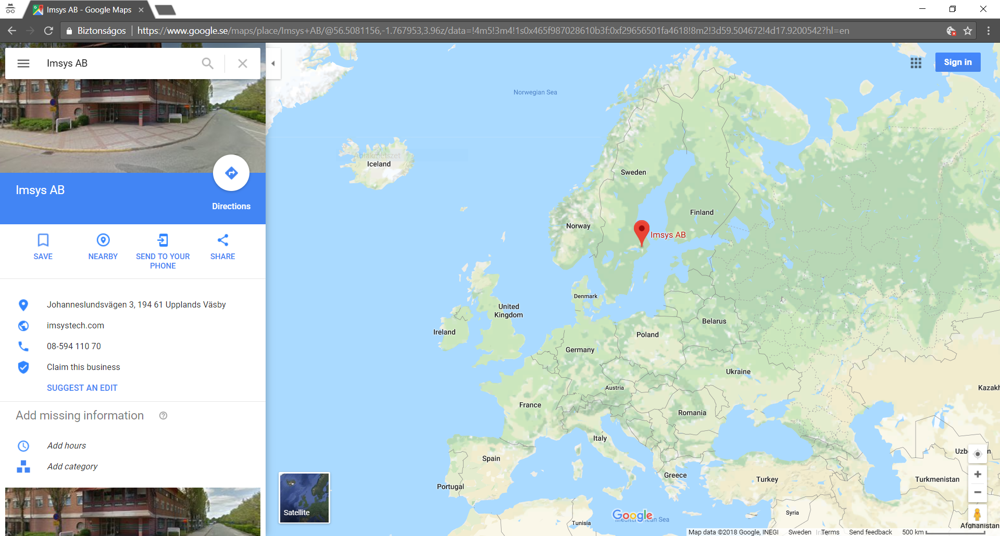 Imsys AB - Google Maps
Biztonságos
https://www.google.se/maps/place/Imsys+AB/@56.5081156,-1.767953,3.96z/data=!4m5!3m4!1s0x465f987028610b3f:0xf29656501fa4618!8m2!3d59.504672!4d17.9200542?hl=en
Imsys AB
Imsys AB
Directions
SAVE
NEARBY
SEND TO YOUR
PHONE
SHARE
Johanneslundsvägen 3, 194 61 Upplands Väsby
imsystech.com
08-594 110 70
Claim this business
SUGGEST AN EDIT
Add missing information
Add hours
Add category
Sign in
Norwegian Sea
Ablakmetszet
Iceland
Sweden
Finland
Norway
Imsys AB
Denmark
United
Kingdom
Ireland
Belarus
Poland
Germany
Ukraine
Austria
Kazakh
France
Romania
Italy
Spain
Greece
Turkey
Turkmenistan
Portugal
Syria
Tunisia
Afghanistan
Satellite
Google
Mediterranean Sea
Map data ©2018 Google, INEGI
Sweden
Terms
Send feedback
500 km